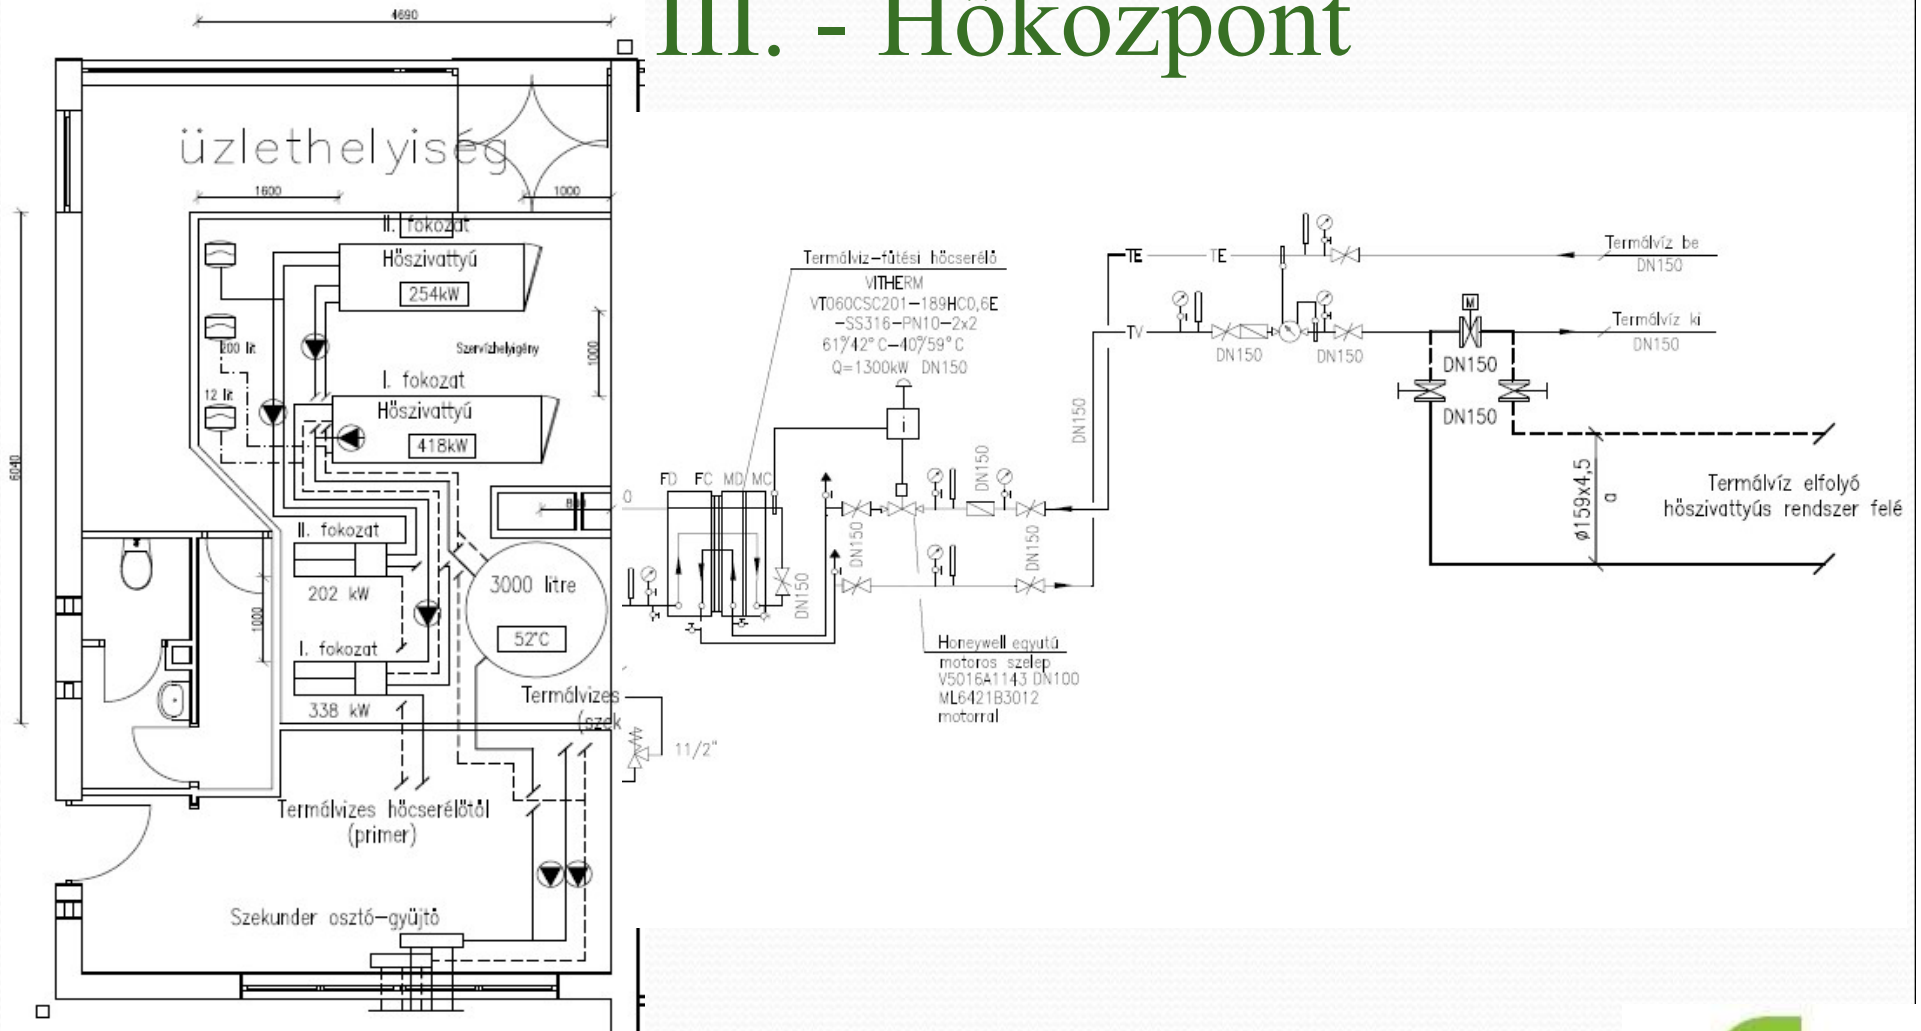 III. - Hőközpont
4690
üzlethelyiség
1600
1000
II. fokozat
Hőszivattyú
254kW
200 lit
Szervízhelyigény
1000
I. fokozat
12 lit
Hőszivattyú
418kW
6040
800
II. fokozat
202 kW
3000 litre
1000
52°C
I. fokozat
338 kW
Termálvizes
(szek
11/2"
Termálvizes hőcserélőtől
(primer)
Szekunder osztó-gyűjtő
Termálvíz-fűtési hőcserélő
VITHERM
VT060CSC201-189HC0,6E
-SS316-PN10-2x2
61°/42°C-40°/59°C
Q=1300kW DN150
i
FD FC MD MC
DN150
DN150
DN150
DN150
DN150
DN150
Honeywell egyutú
motoros szelep
V5016A1143 DN100
ML6421B3012
motorral
TE TE
Termálvíz be
DN150
TV
DN150
DN150
M
Termálvíz ki
DN150
DN150
DN150
ø159x4,5
a
Termálvíz elfolyó
hőszivattyús rendszer felé